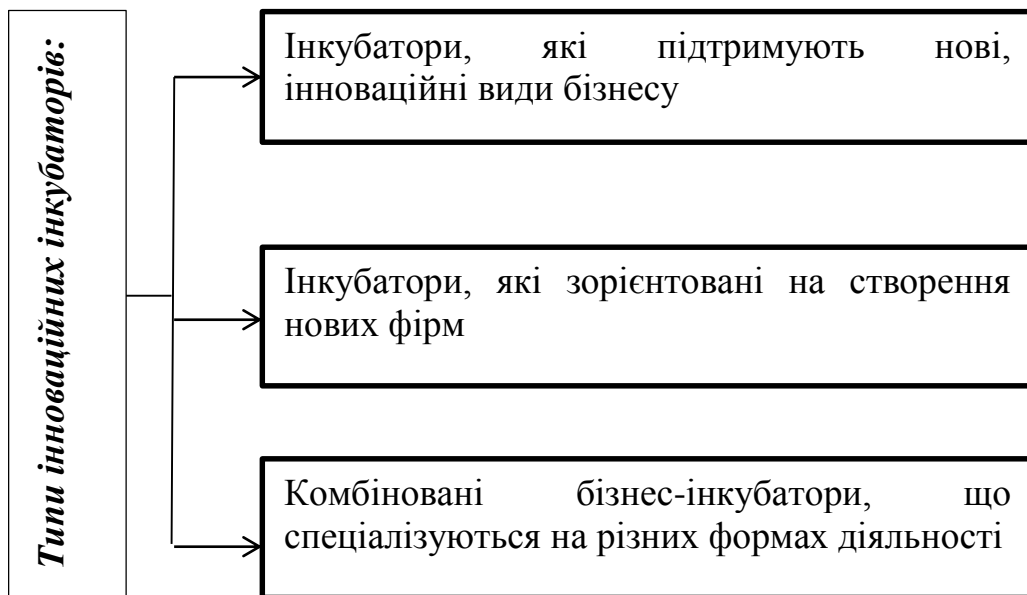 Типи інноваційних інкубаторів:
Інкубатори, які підтримують нові,
інноваційні види бізнесу
Інкубатори, які зорієнтовані на створення
нових фірм
Комбіновані бізнес-інкубатори, що
спеціалізуються на різних формах діяльності